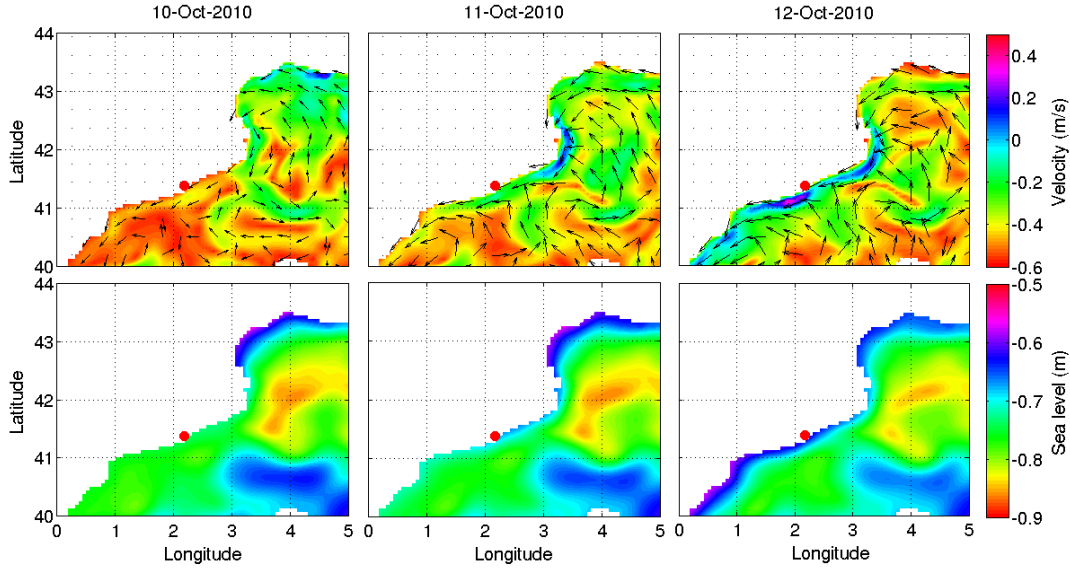 10-Oct-2010 11-Oct-2010 12-Oct-2010
44
43
42
41
40
Latitude
0.4
0.2
0
-0.2
-0.4
-0.6
Velocity (m/s)
44
43
42
41
40
Latitude
0 1 2 3 4 5
0 1 2 3 4 5
0 1 2 3 4 5
Longitude Longitude Longitude
-0.5
-0.6
-0.7
-0.8
-0.9
Sea level (m)